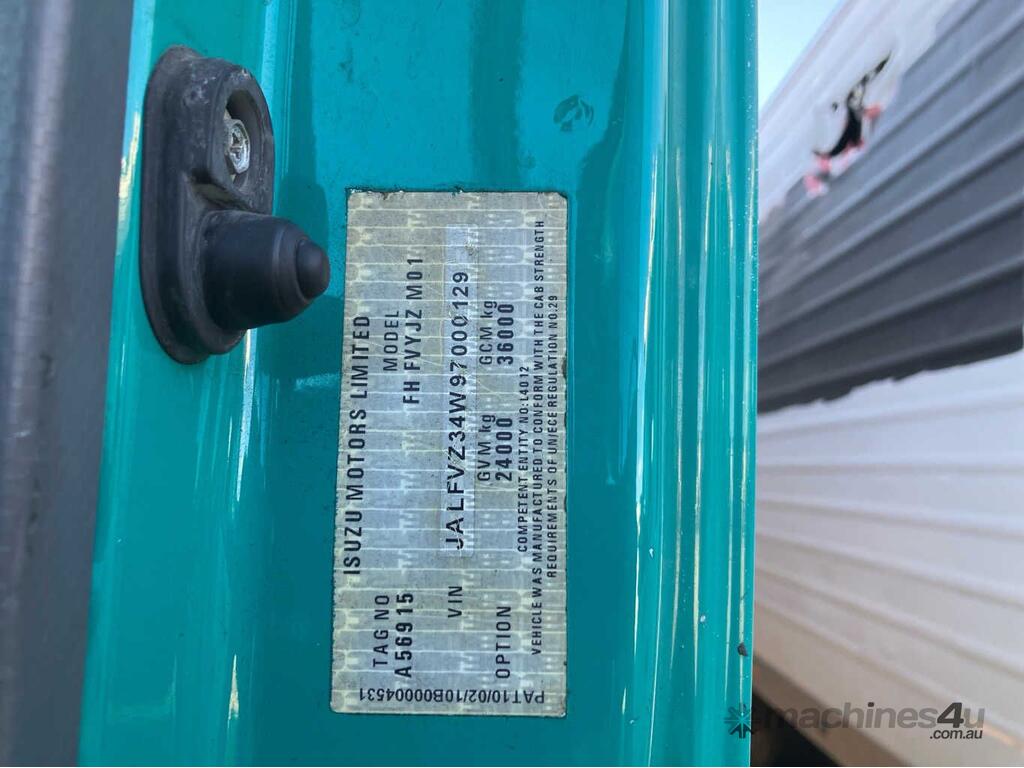 ISUZU MOTORS LIMITED
TAG NO MODEL
A56915 FH FVYJZ M01
VIN JALFVZ34W97000129
GVM kg GCM kg
OPTION 24000 36000
COMPETENT ENTITY NO:L4012
VEHICLE WAS MANUFACTURED TO CONFORM WITH THE CAB STRENGTH
REQUIREMENTS OF UN/ECE REGULATION NO.29
PAT10/02/10B00004531
machines4u
.com.au